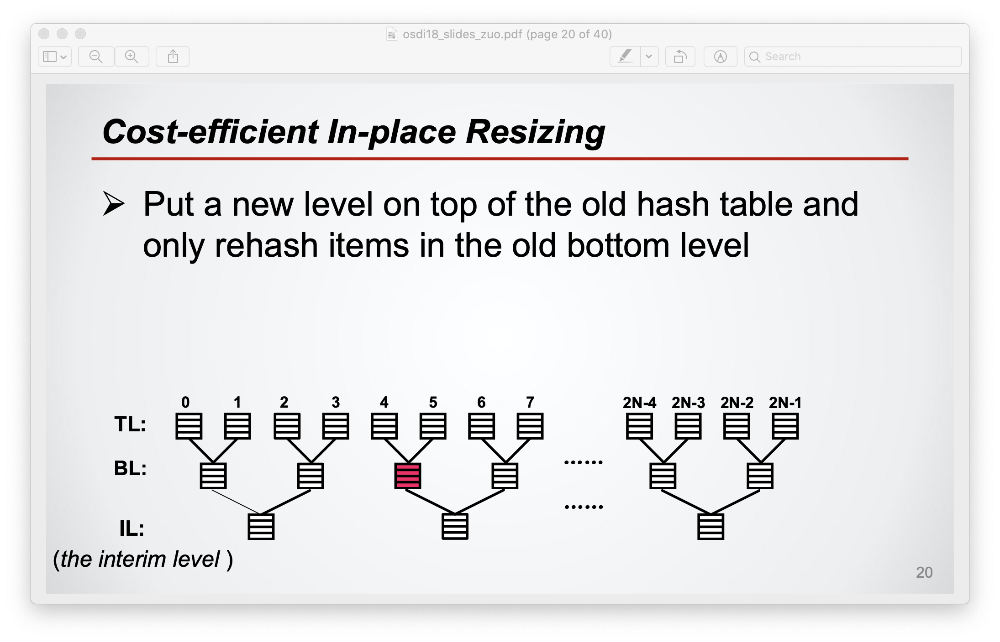 osdi18_slides_zuo.pdf (page 20 of 40)
Search
Cost-efficient In-place Resizing
➢ Put a new level on top of the old hash table and
only rehash items in the old bottom level
0 1 2 3 4 5 6 7 2N-4 2N-3 2N-2 2N-1
TL:
BL:
......
......
IL:
(the interim level )
20